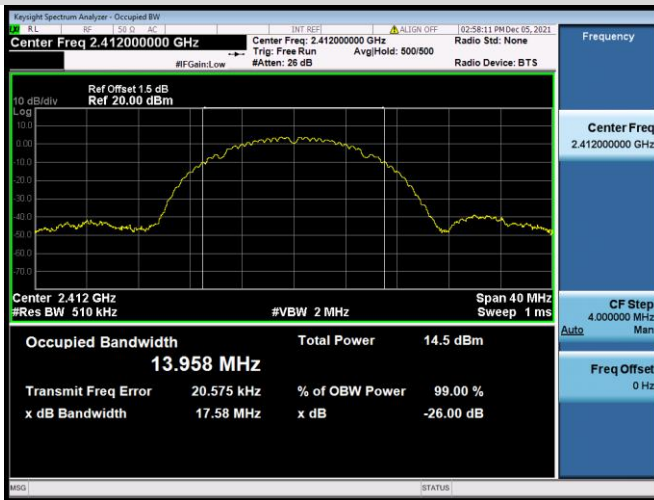 Keysight Spectrum Analyzer - Occupied BW
RL RF 50 Ω AC INT REF ALIGN OFF 02:58:11 PM Dec 05, 2021
Center Freq 2.412000000 GHz
Center Freq: 2.412000000 GHz Radio Std: None
Trig: Free Run Avg|Hold: 500/500
#IFGain:Low #Atten: 26 dB Radio Device: BTS
Frequency
Ref Offset 1.5 dB
10 dB/div Ref 20.00 dBm
Log
10.0
0.00
-10.0
-20.0
-30.0
-40.0
-50.0
-60.0
-70.0
Center Freq
2.412000000 GHz
Center 2.412 GHz Span 40 MHz
#Res BW 510 kHz #VBW 2 MHz Sweep 1 ms
CF Step
4.000000 MHz
Auto Man
Occupied Bandwidth Total Power 14.5 dBm
13.958 MHz
Transmit Freq Error 20.575 kHz % of OBW Power 99.00 %
x dB Bandwidth 17.58 MHz x dB -26.00 dB
Freq Offset
0 Hz
MSG STATUS